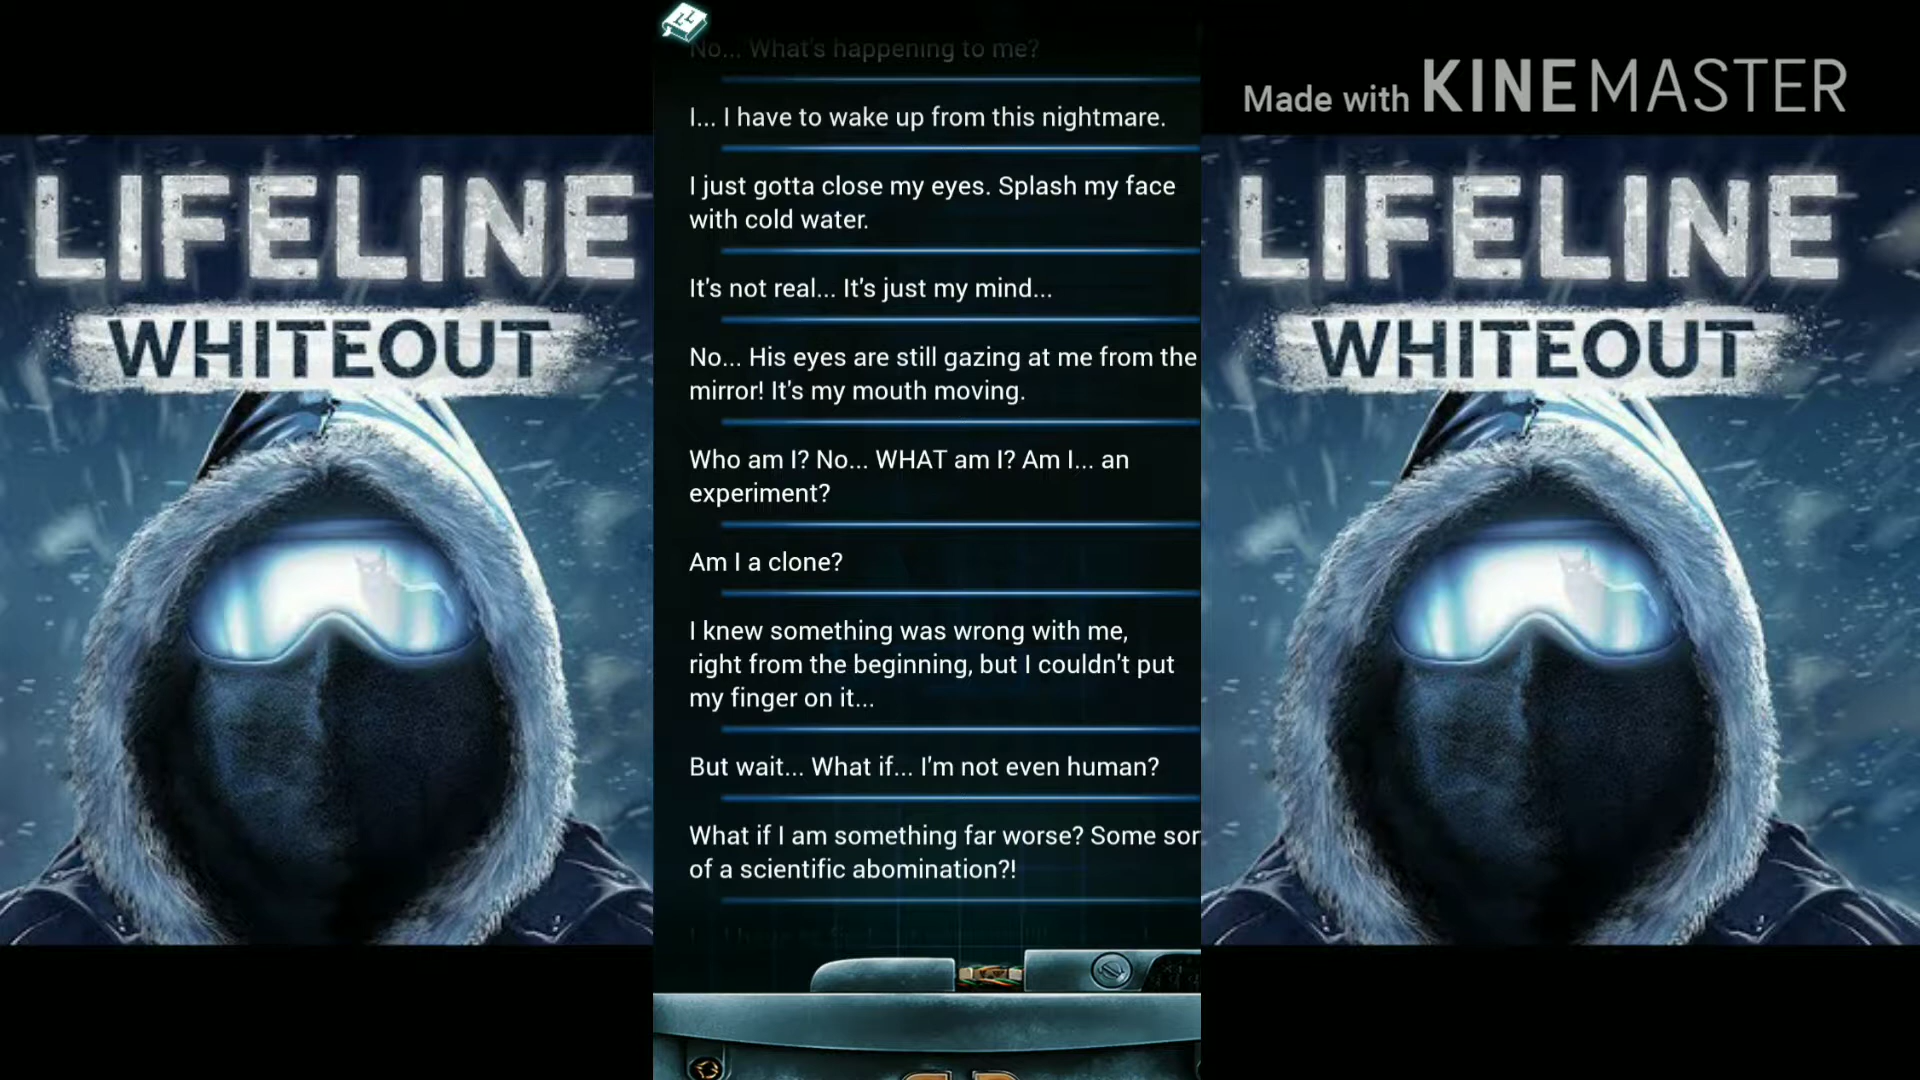 LIFELINE
WHITEOUT
No... What's happening to me?
I... I have to wake up from this nightmare.
I just gotta close my eyes. Splash my face
with cold water.
It's not real... It's just my mind...
No... His eyes are still gazing at me from the
mirror! It's my mouth moving.
Who am I? No... WHAT am I? Am I... an
experiment?
Am I a clone?
I knew something was wrong with me,
right from the beginning, but I couldn't put
my finger on it...
But wait... What if... I'm not even human?
What if I am something far worse? Some sor
of a scientific abomination?!
Made with KINEMASTER
LIFELINE
WHITEOUT